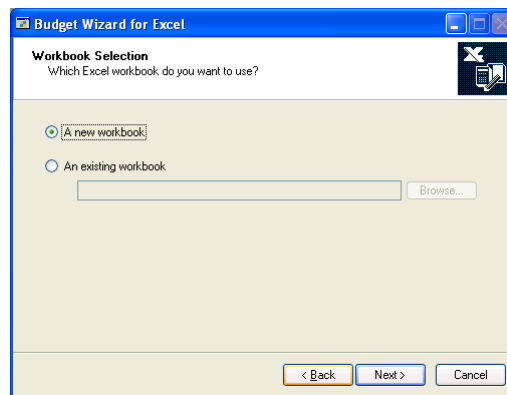 Budget Wizard for Excel
Workbook Selection
Which Excel workbook do you want to use?
A new workbook
An existing workbook
Browse...
< Back Next > Cancel